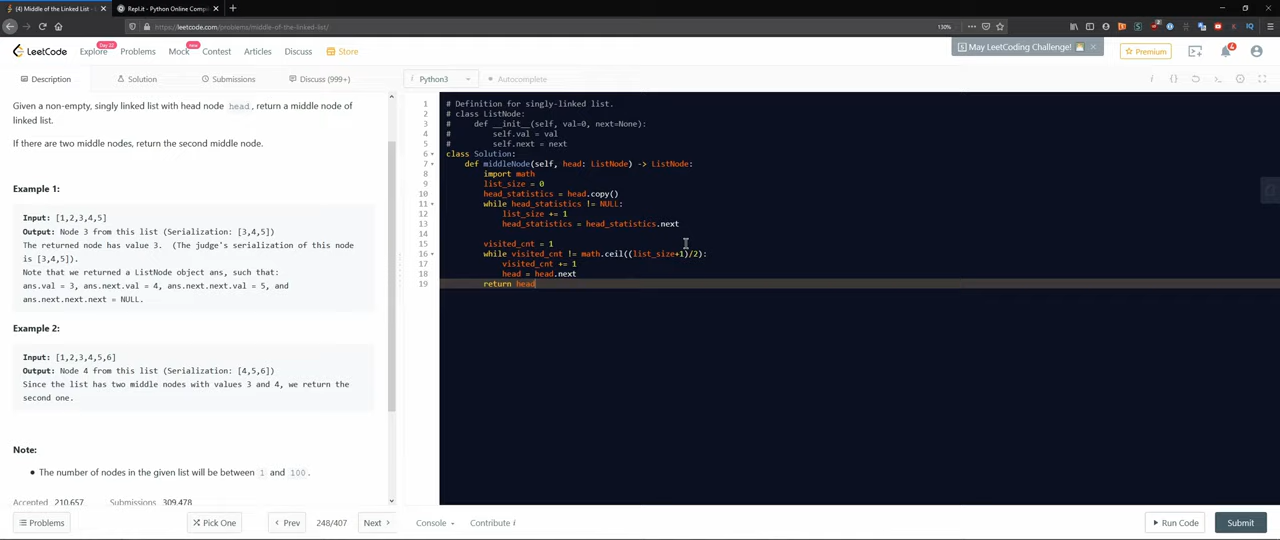 (4) Middle of the Linked List -
Repl.it - Python Online Compil
https://leetcode.com/problems/middle-of-the-linked-list/
130%
LeetCode
Explore
Problems
Mock
Contest
Articles
Discuss
Store
May LeetCoding Challenge!
Premium
Description
Solution
Submissions
Discuss (999+)
Python3
Autocomplete
Given a non-empty, singly linked list with head node head, return a middle node of
linked list.
If there are two middle nodes, return the second middle node.
Example 1:
Input: [1,2,3,4,5]
Output: Node 3 from this list (Serialization: [3,4,5])
The returned node has value 3.  (The judge's serialization of this node
is [3,4,5]).
Note that we returned a ListNode object ans, such that:
ans.val = 3, ans.next.val = 4, ans.next.next.val = 5, and
ans.next.next.next = NULL.
Example 2:
Input: [1,2,3,4,5,6]
Output: Node 4 from this list (Serialization: [4,5,6])
Since the list has two middle nodes with values 3 and 4, we return the
second one.
Note:
• The number of nodes in the given list will be between 1 and 100.
Accepted 210,657 Submissions 309,478
1 # Definition for singly-linked list.
2 # class ListNode:
3 #     def __init__(self, val=0, next=None):
4 #         self.val = val
5 #         self.next = next
6 class Solution:
7     def middleNode(self, head: ListNode) -> ListNode:
8         import math
9         list_size = 0
10         head_statistics = head.copy()
11         while head_statistics != NULL:
12             list_size += 1
13             head_statistics = head_statistics.next
14
15         visited_cnt = 1
16         while visited_cnt != math.ceil((list_size+1)/2):
17             visited_cnt += 1
18             head = head.next
19         return head
Problems
Pick One
Prev
248/407
Next
Console
Contribute i
Run Code
Submit